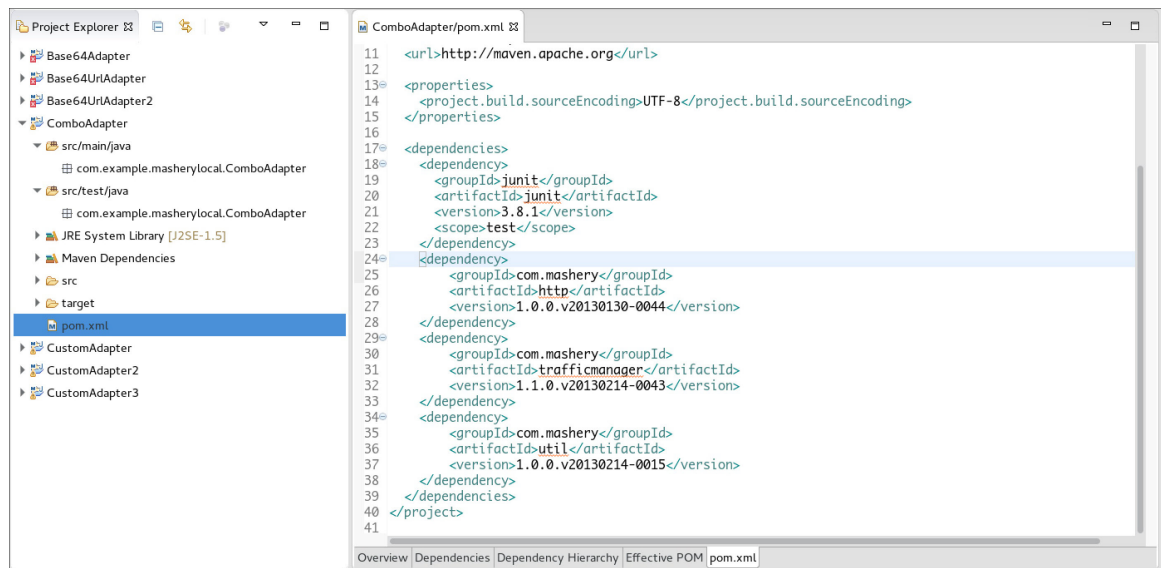 Project Explorer
Base64Adapter
Base64UrlAdapter
Base64UrlAdapter2
ComboAdapter
src/main/java
com.example.masherylocal.ComboAdapter
src/test/java
com.example.masherylocal.ComboAdapter
JRE System Library [J2SE-1.5]
Maven Dependencies
src
target
pom.xml
CustomAdapter
CustomAdapter2
CustomAdapter3
ComboAdapter/pom.xml
11 <url>http://maven.apache.org</url>
12
13 <properties>
14 <project.build.sourceEncoding>UTF-8</project.build.sourceEncoding>
15 </properties>
16
17 <dependencies>
18 <dependency>
19 <groupId>junit</groupId>
20 <artifactId>junit</artifactId>
21 <version>3.8.1</version>
22 <scope>test</scope>
23 </dependency>
24 <dependency>
25 <groupId>com.mashery</groupId>
26 <artifactId>http</artifactId>
27 <version>1.0.0.v20130130-0044</version>
28 </dependency>
29 <dependency>
30 <groupId>com.mashery</groupId>
31 <artifactId>trafficmanager</artifactId>
32 <version>1.1.0.v20130214-0043</version>
33 </dependency>
34 <dependency>
35 <groupId>com.mashery</groupId>
36 <artifactId>util</artifactId>
37 <version>1.0.0.v20130214-0015</version>
38 </dependency>
39 </dependencies>
40 </project>
41
Overview Dependencies Dependency Hierarchy Effective POM pom.xml